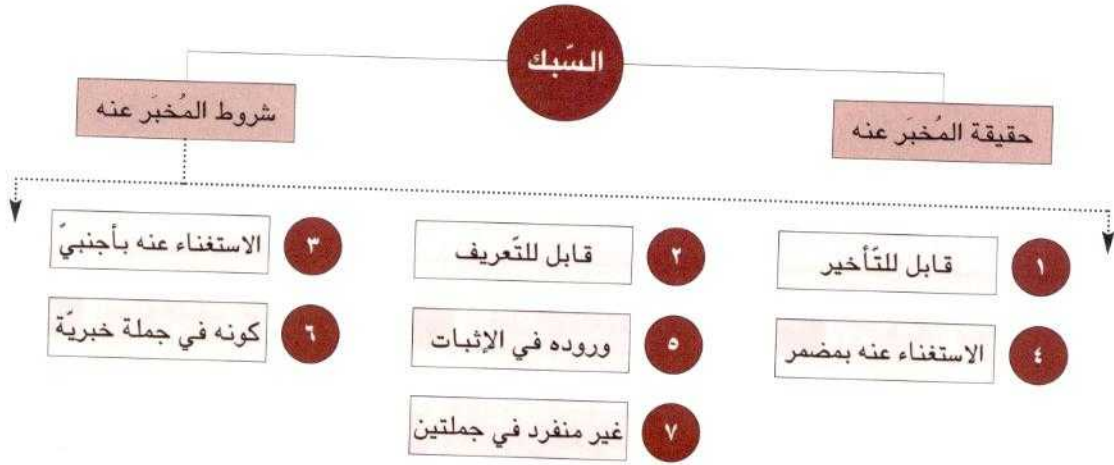 السّبك
حقيقة المُخبَر عنه
شروط المُخبَر عنه
١ قابل للتّأخير
٢ قابل للتّعريف
٣ الاستغناء عنه بأجنبيّ
٤ الاستغناء عنه بمضمر
٥ وروده في الإثبات
٦ كونه في جملة خبريّة
٧ غير منفرد في جملتين